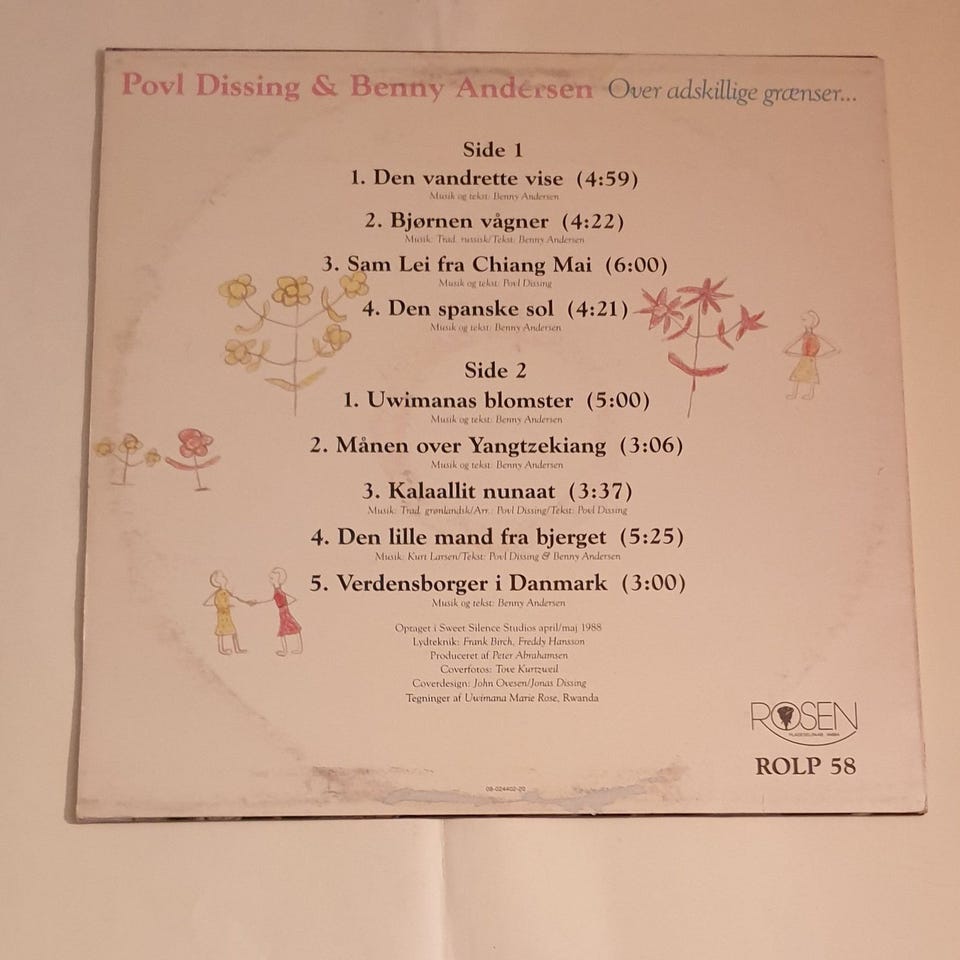 Povl Dissing & Benny Andersen Over adskillige grænser...
Side 1
1. Den vandrette vise (4:59)
Musik og tekst: Benny Andersen
2. Bjørnen vågner (4:22)
Musik: Trad. russisk/Tekst: Benny Andersen
3. Sam Lei fra Chiang Mai (6:00)
Musik og tekst: Povl Dissing
4. Den spanske sol (4:21)
Musik og tekst: Benny Andersen
Side 2
1. Uwimanas blomster (5:00)
Musik og tekst: Benny Andersen
2. Månen over Yangtzekiang (3:06)
Musik og tekst: Benny Andersen
3. Kalaallit nunaat (3:37)
Musik: Trad. grønlandsk/Arr.: Povl Dissing/Tekst: Povl Dissing
4. Den lille mand fra bjerget (5:25)
Musik: Kurt Larsen/Tekst: Povl Dissing & Benny Andersen
5. Verdensborger i Danmark (3:00)
Musik og tekst: Benny Andersen
Optaget i Sweet Silence Studios april/maj 1988
Lydteknik: Frank Birch, Freddy Hansson
Produceret af Peter Abrahamsen
Coverfotos: Tove Kurtzweil
Coverdesign: John Ovesen/Jonas Dissing
Tegninger af Uwimana Marie Rose, Rwanda
ROSEN
ROLP 58
08-024402-20